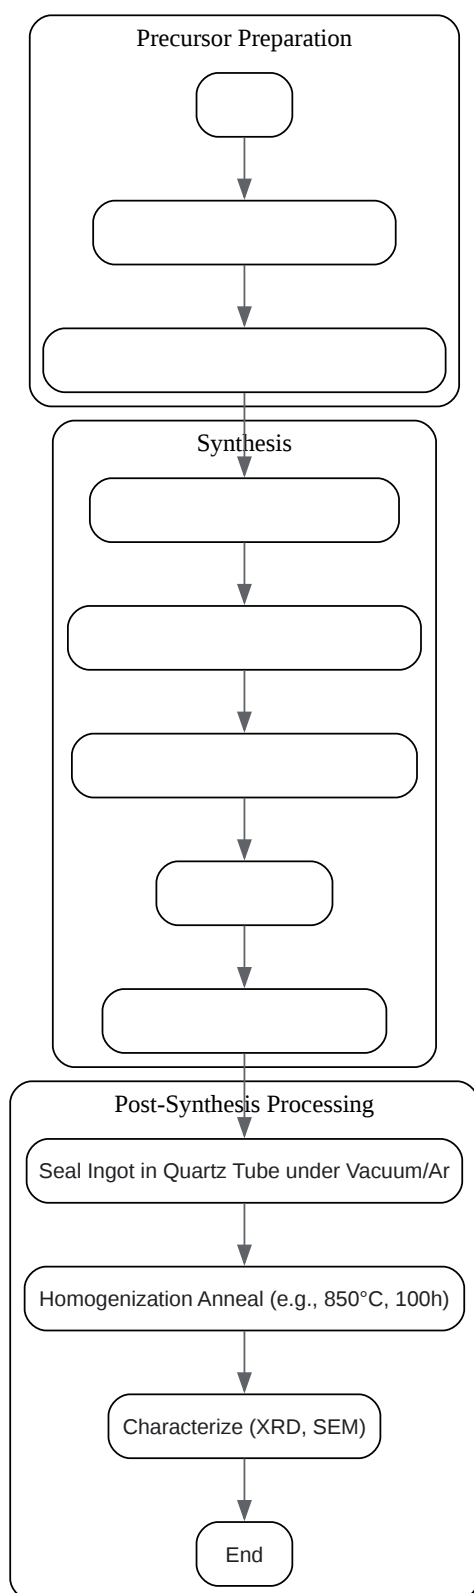 Precursor Preparation
Synthesis
Post-Synthesis Processing
Seal Ingot in Quartz Tube under Vacuum/Ar
Homogenization Anneal (e.g., 850°C, 100h)
Characterize (XRD, SEM)
End